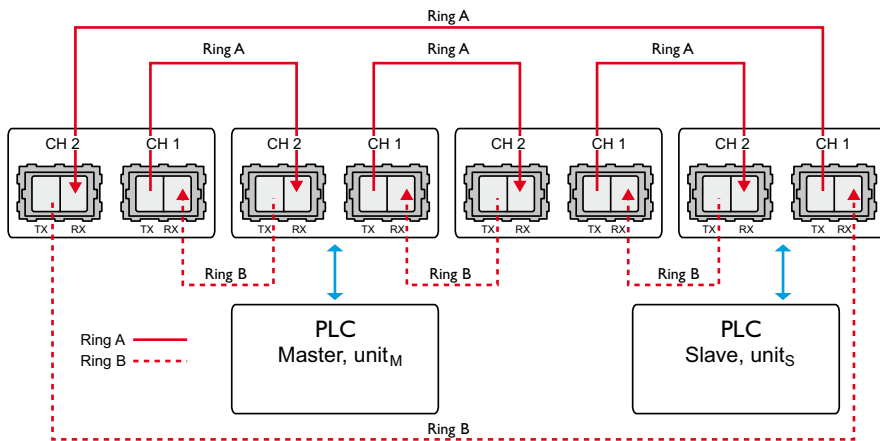 Ring A
Ring A Ring A Ring A
CH 2 CH 1 CH 2 CH 1 CH 2 CH 1 CH 2 CH 1
TX RX TX RX TX RX TX RX TX RX TX RX TX RX TX RX
Ring B Ring B Ring B
PLC
Master, unitM
PLC
Slave, unitS
Ring A
Ring B
Ring B